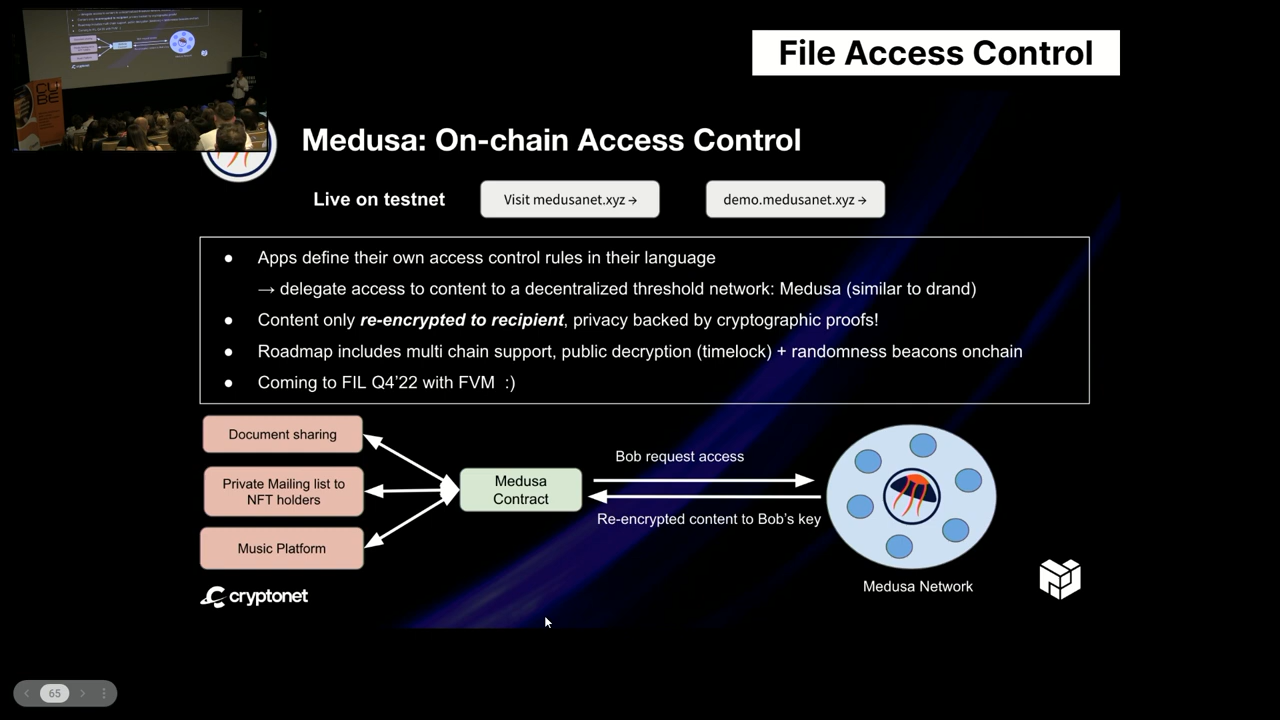 File Access Control
Medusa: On-chain Access Control
Live on testnet
Visit medusanet.xyz →
demo.medusanet.xyz →
● Apps define their own access control rules in their language
→ delegate access to content to a decentralized threshold network: Medusa (similar to drand)
● Content only re-encrypted to recipient, privacy backed by cryptographic proofs!
● Roadmap includes multi chain support, public decryption (timelock) + randomness beacons onchain
● Coming to FIL Q4'22 with FVM :)
Document sharing
Private Mailing list to
NFT holders
Music Platform
Medusa
Contract
Bob request access
Re-encrypted content to Bob's key
Medusa Network
cryptonet
65
CU
BE